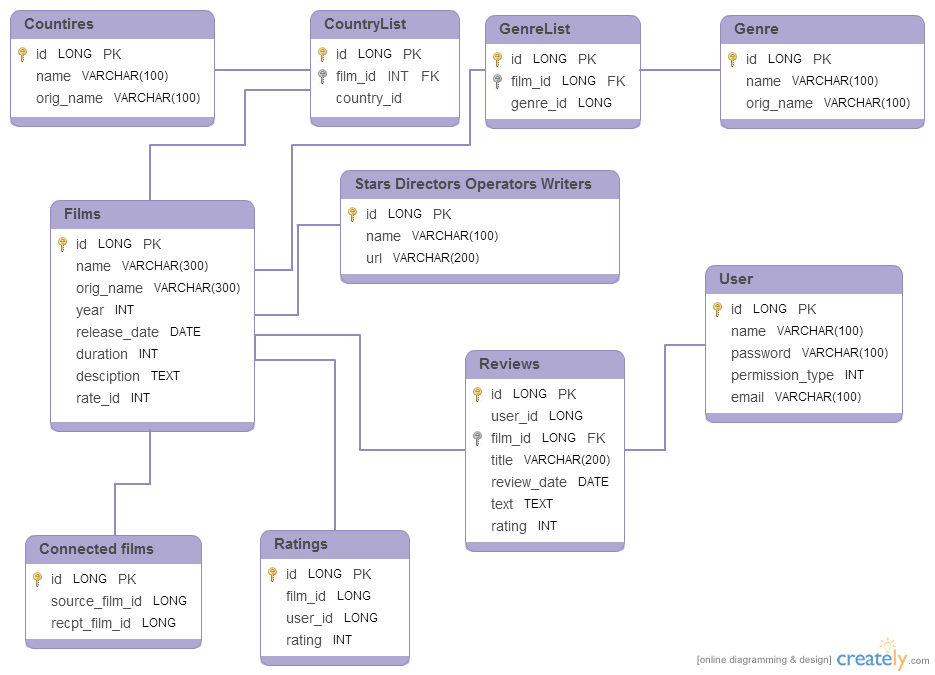 Countires
id LONG PK
name VARCHAR(100)
orig_name VARCHAR(100)
CountryList
id LONG PK
film_id INT FK
country_id
GenreList
id LONG PK
film_id LONG FK
genre_id LONG
Genre
id LONG PK
name VARCHAR(100)
orig_name VARCHAR(100)
Stars Directors Operators Writers
id LONG PK
name VARCHAR(100)
url VARCHAR(200)
Films
id LONG PK
name VARCHAR(300)
orig_name VARCHAR(300)
year INT
release_date DATE
duration INT
desciption TEXT
rate_id INT
User
id LONG PK
name VARCHAR(100)
password VARCHAR(100)
permission_type INT
email VARCHAR(100)
Reviews
id LONG PK
user_id LONG
film_id LONG FK
title VARCHAR(200)
review_date DATE
text TEXT
rating INT
Connected films
id LONG PK
source_film_id LONG
recpt_film_id LONG
Ratings
id LONG PK
film_id LONG
user_id LONG
rating INT
[online diagramming & design] creately.com